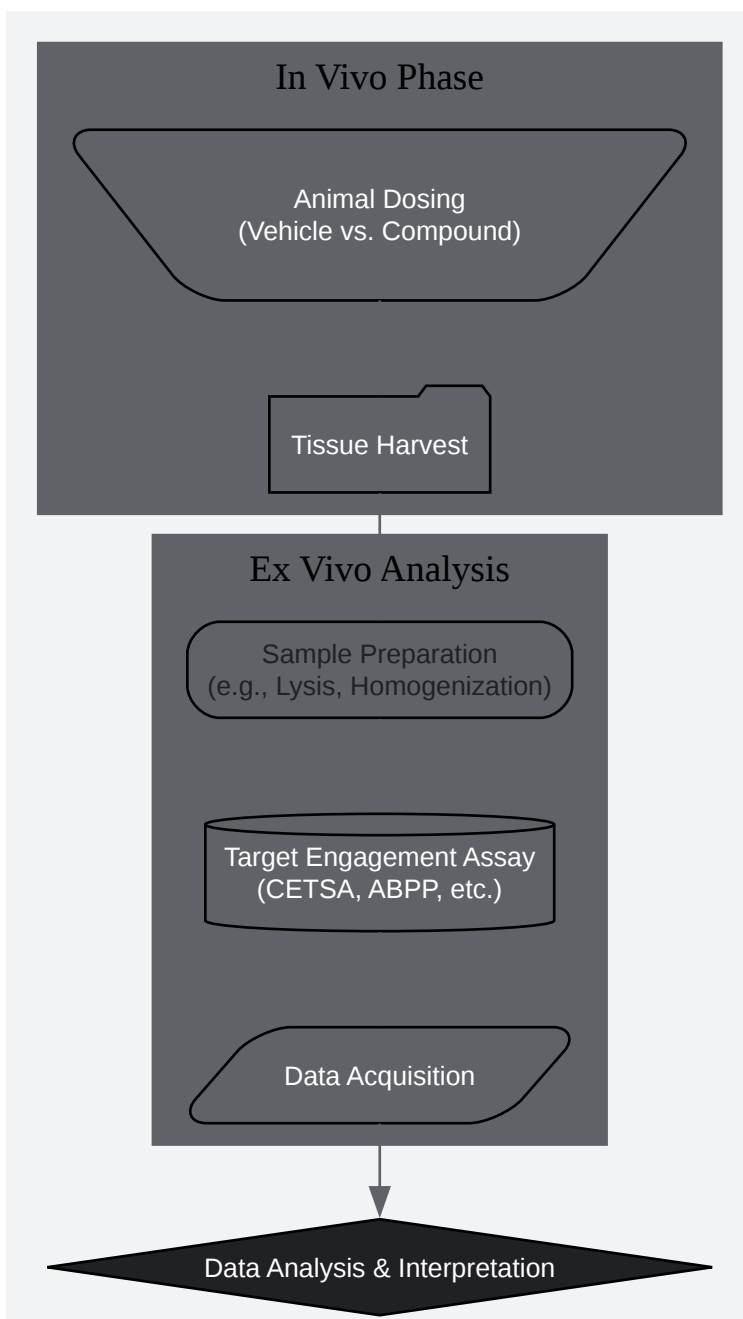 In Vivo Phase
Animal Dosing
(Vehicle vs. Compound)
Tissue Harvest
Ex Vivo Analysis
Sample Preparation
(e.g., Lysis, Homogenization)
Target Engagement Assay
(CETSA, ABPP, etc.)
Data Acquisition
Data Analysis & Interpretation